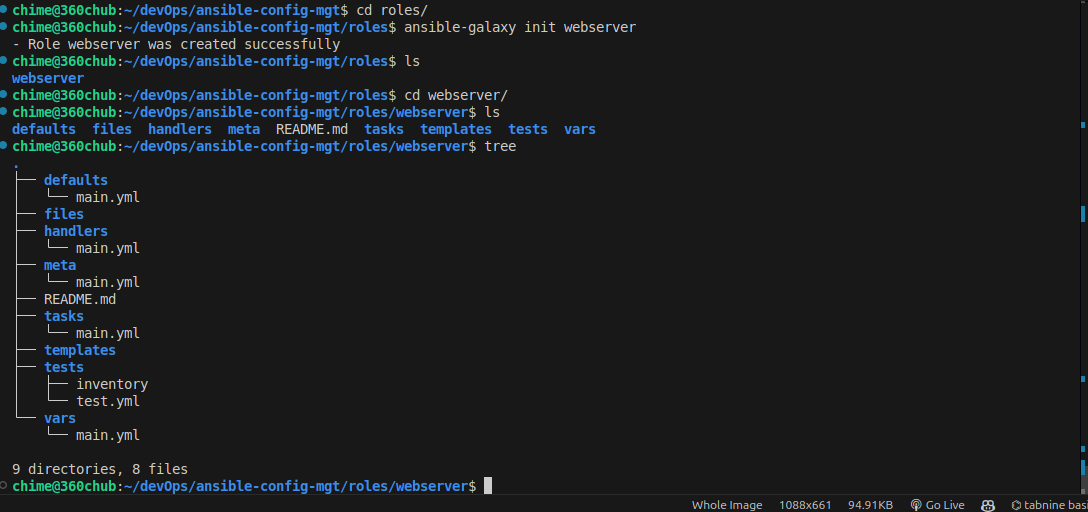 chime@360chub:~/devOps/ansible-config-mgt$ cd roles/
chime@360chub:~/devOps/ansible-config-mgt/roles$ ansible-galaxy init webserver
- Role webserver was created successfully
chime@360chub:~/devOps/ansible-config-mgt/roles$ ls
webserver
chime@360chub:~/devOps/ansible-config-mgt/roles$ cd webserver/
chime@360chub:~/devOps/ansible-config-mgt/roles/webserver$ ls
defaults  files  handlers  meta  README.md  tasks  templates  tests  vars
chime@360chub:~/devOps/ansible-config-mgt/roles/webserver$ tree
.
├── defaults
│   └── main.yml
├── files
├── handlers
│   └── main.yml
├── meta
│   └── main.yml
├── README.md
├── tasks
│   └── main.yml
├── templates
├── tests
│   ├── inventory
│   └── test.yml
└── vars
    └── main.yml
9 directories, 8 files
chime@360chub:~/devOps/ansible-config-mgt/roles/webserver$
Whole Image  1088x661  94.91KB  Go Live  tabnine bas